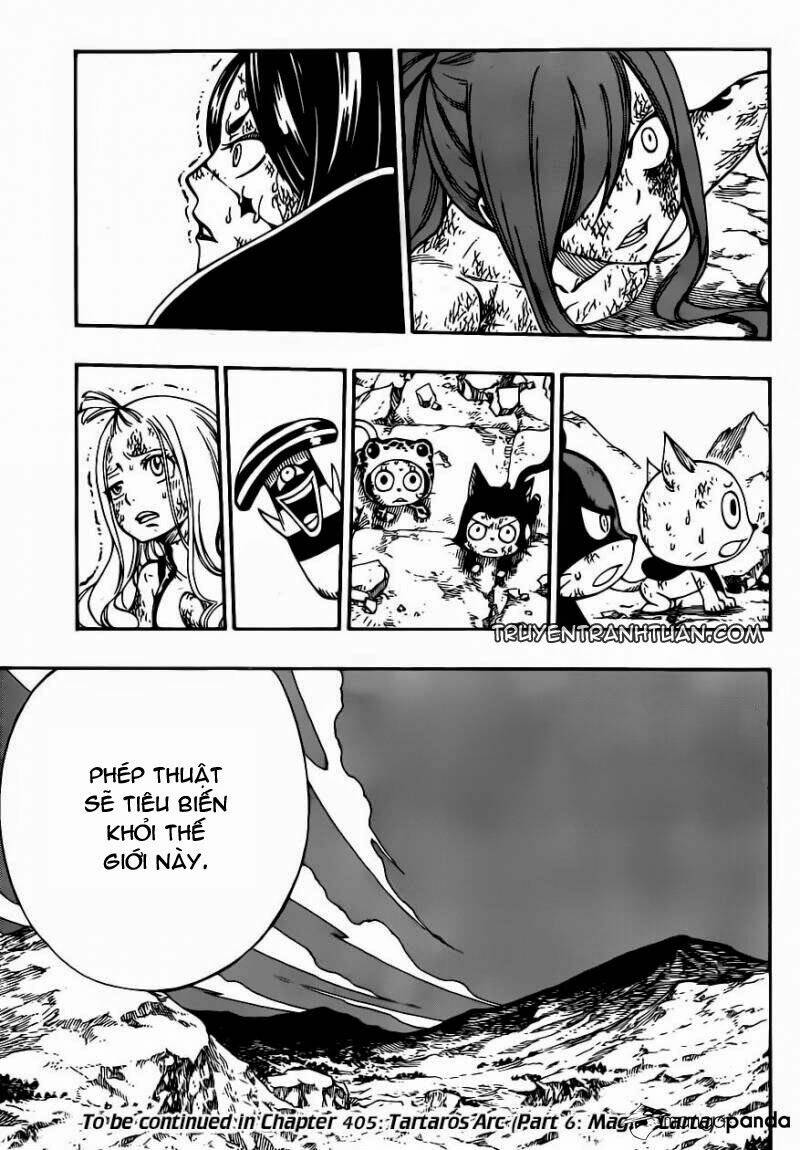 TRUYENTRANHTUAN.COM
PHÉP THUẬT
SẼ TIÊU BIẾN
KHỎI THẾ
GIỚI NÀY.
To be continued in Chapter 405: Tartaros Arc (Part 6: Mag
panda